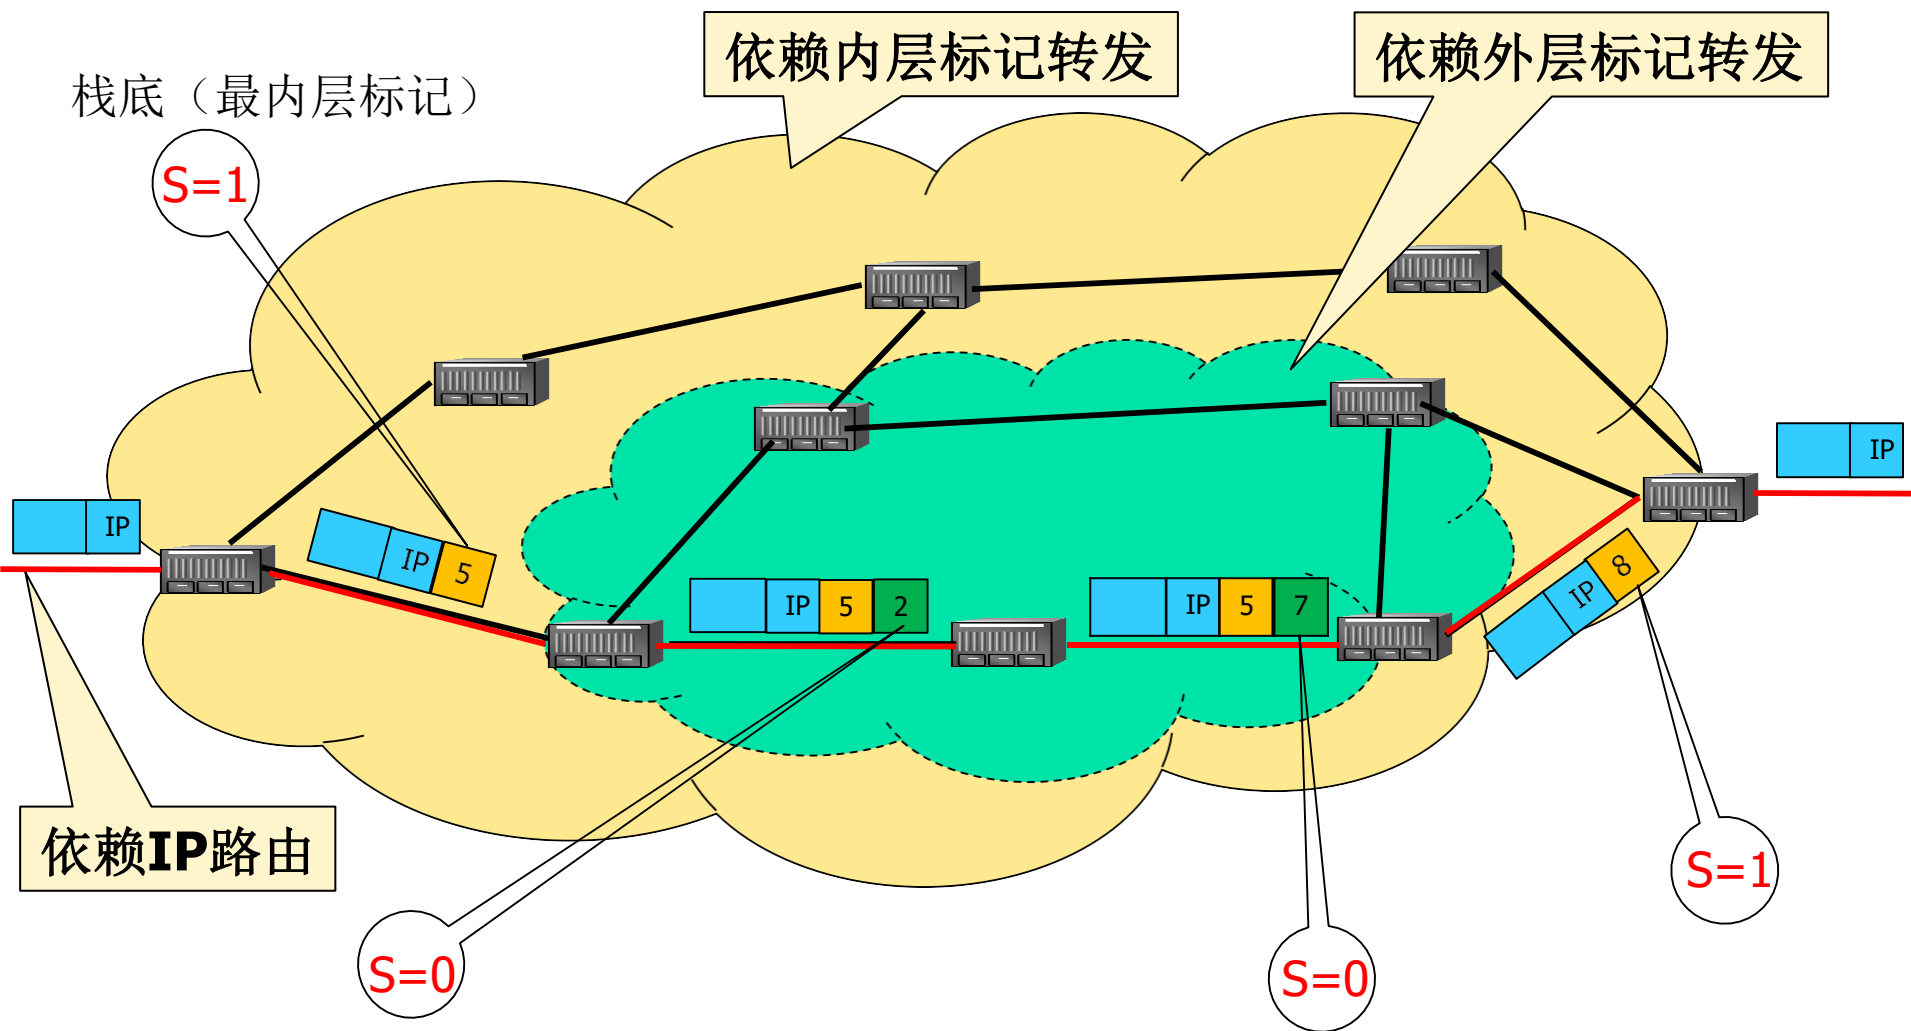 依赖内层标记转发
依赖外层标记转发
栈底（最内层标记）
S=1
IP
IP
IP 5
IP 5 2
IP 5 7
IP 8
依赖IP路由
S=1
S=0
S=0